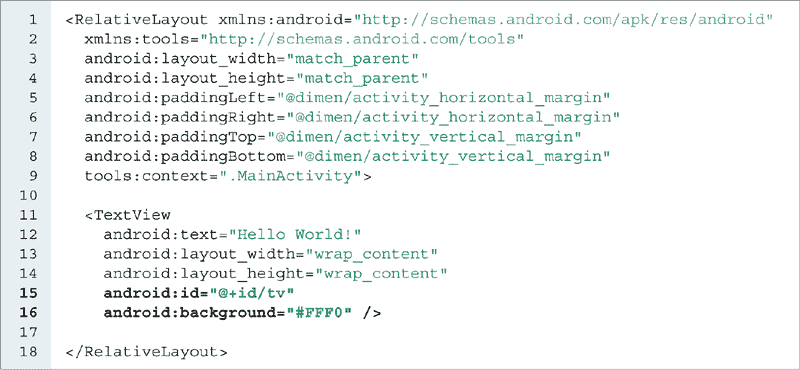 1 <RelativeLayout xmlns:android="http://schemas.android.com/apk/res/android"
2   xmlns:tools="http://schemas.android.com/tools"
3   android:layout_width="match_parent"
4   android:layout_height="match_parent"
5   android:paddingLeft="@dimen/activity_horizontal_margin"
6   android:paddingRight="@dimen/activity_horizontal_margin"
7   android:paddingTop="@dimen/activity_vertical_margin"
8   android:paddingBottom="@dimen/activity_vertical_margin"
9   tools:context=".MainActivity">
10
11   <TextView
12     android:text="Hello World!"
13     android:layout_width="wrap_content"
14     android:layout_height="wrap_content"
15     android:id="@+id/tv"
16     android:background="#FFF0" />
17
18 </RelativeLayout>